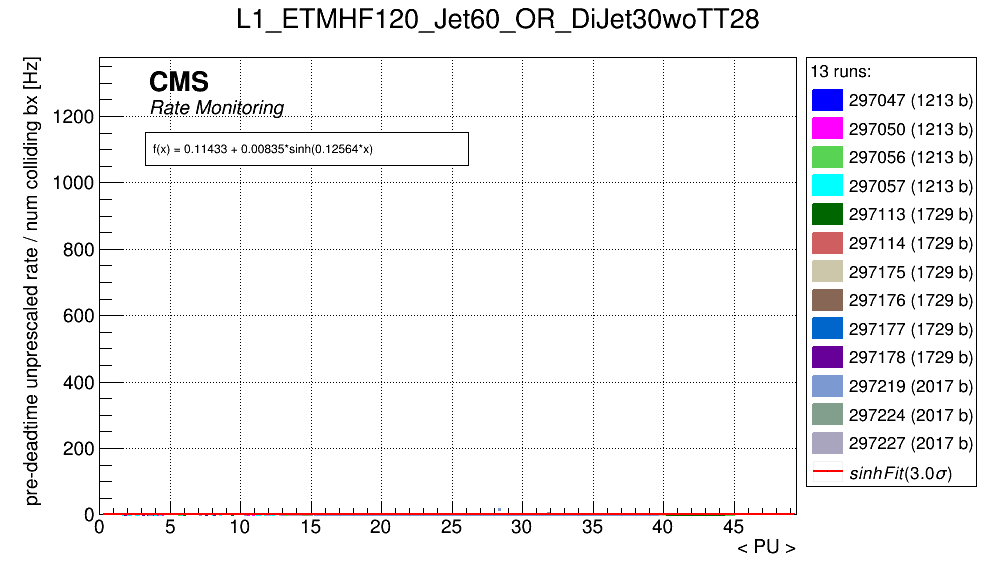 L1_ETMHF120_Jet60_OR_DiJet30woTT28
pre-deadtime unprescaled rate / num colliding bx [Hz]
CMS
Rate Monitoring
f(x) = 0.11433 + 0.00835*sinh(0.12564*x)
1200
1000
800
600
400
200
0
0 5 10 15 20 25 30 35 40 45
< PU >
13 runs:
297047 (1213 b)
297050 (1213 b)
297056 (1213 b)
297057 (1213 b)
297113 (1729 b)
297114 (1729 b)
297175 (1729 b)
297176 (1729 b)
297177 (1729 b)
297178 (1729 b)
297219 (2017 b)
297224 (2017 b)
297227 (2017 b)
sinhFit(3.0σ)